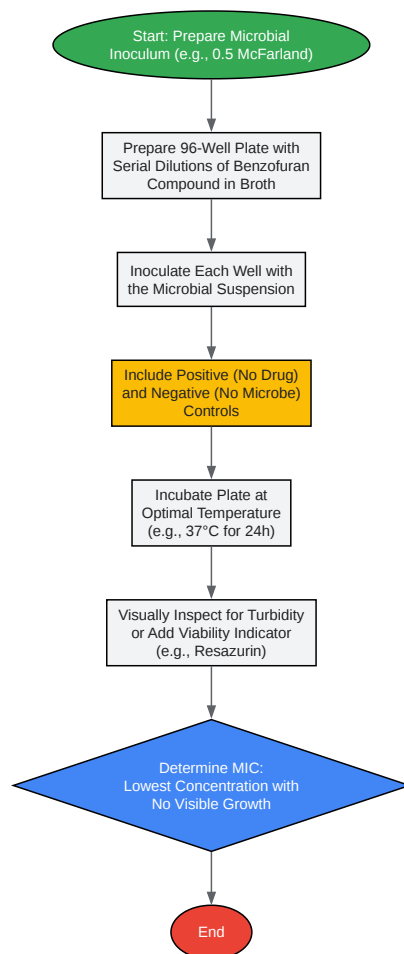 Start: Prepare Microbial
Inoculum (e.g., 0.5 McFarland)
Prepare 96-Well Plate with
Serial Dilutions of Benzofuran
Compound in Broth
Inoculate Each Well with
the Microbial Suspension
Include Positive (No Drug)
and Negative (No Microbe)
Controls
Incubate Plate at
Optimal Temperature
(e.g., 37°C for 24h)
Visually Inspect for Turbidity
or Add Viability Indicator
(e.g., Resazurin)
Determine MIC:
Lowest Concentration with
No Visible Growth
End